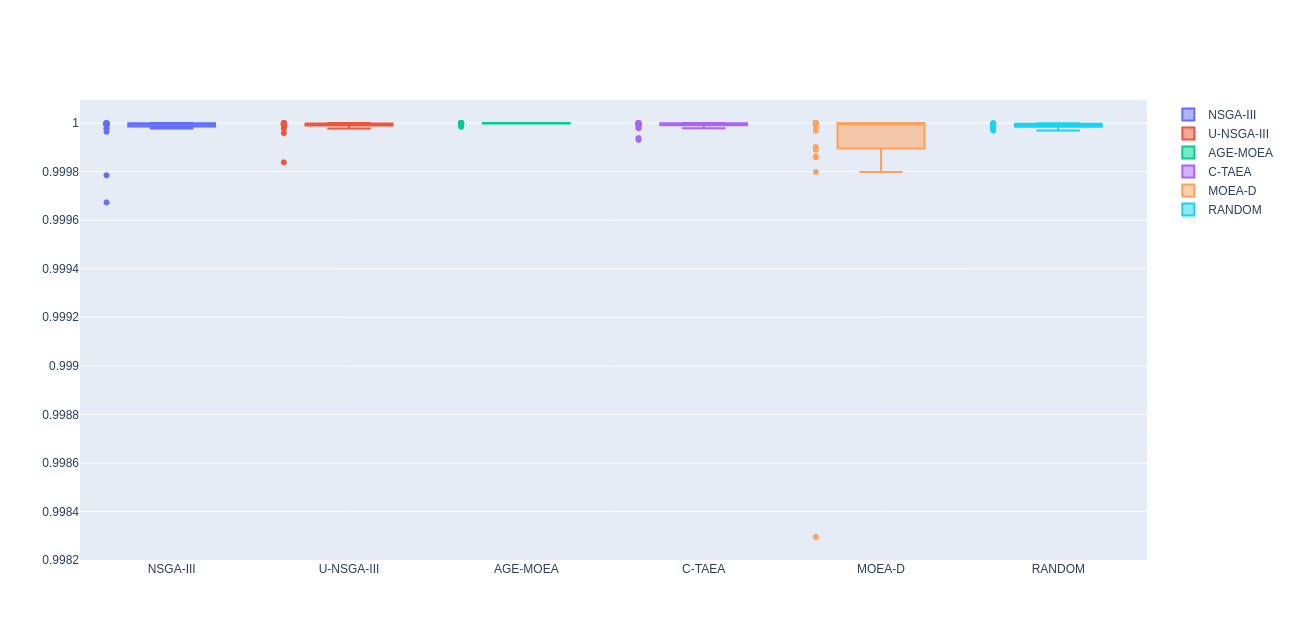 1
0.9998
0.9996
0.9994
0.9992
0.999
0.9988
0.9986
0.9984
0.9982
NSGA-III
U-NSGA-III
AGE-MOEA
C-TAEA
MOEA-D
RANDOM
NSGA-III
U-NSGA-III
AGE-MOEA
C-TAEA
MOEA-D
RANDOM